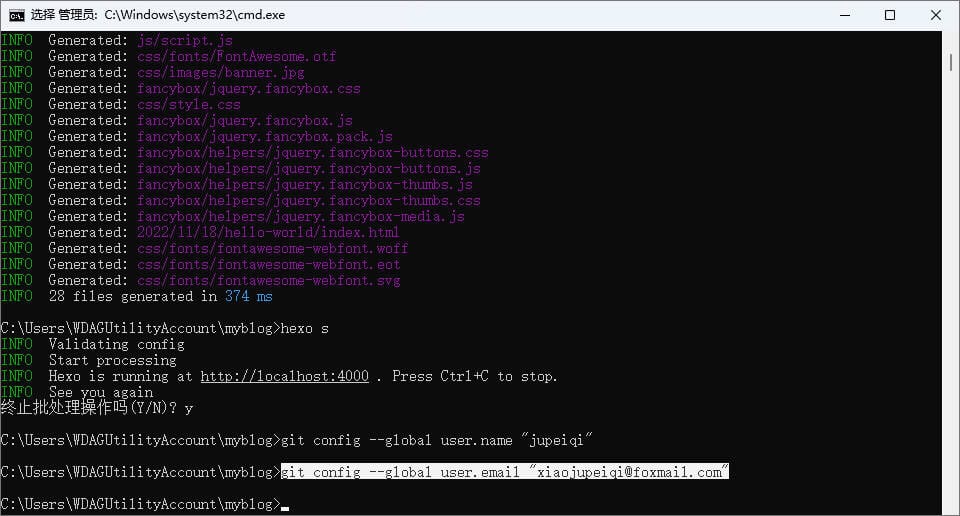 选择 管理员: C:\Windows\system32\cmd.exe
INFO  Generated: js/script.js
INFO  Generated: css/fonts/FontAwesome.otf
INFO  Generated: css/images/banner.jpg
INFO  Generated: fancybox/jquery.fancybox.css
INFO  Generated: css/style.css
INFO  Generated: fancybox/jquery.fancybox.js
INFO  Generated: fancybox/jquery.fancybox.pack.js
INFO  Generated: fancybox/helpers/jquery.fancybox-buttons.css
INFO  Generated: fancybox/helpers/jquery.fancybox-buttons.js
INFO  Generated: fancybox/helpers/jquery.fancybox-thumbs.js
INFO  Generated: fancybox/helpers/jquery.fancybox-thumbs.css
INFO  Generated: fancybox/helpers/jquery.fancybox-media.js
INFO  Generated: 2022/11/18/hello-world/index.html
INFO  Generated: css/fonts/fontawesome-webfont.woff
INFO  Generated: css/fonts/fontawesome-webfont.eot
INFO  Generated: css/fonts/fontawesome-webfont.svg
INFO  28 files generated in 374 ms
C:\Users\WDAGUtilityAccount\myblog>hexo s
INFO  Validating config
INFO  Start processing
INFO  Hexo is running at http://localhost:4000 . Press Ctrl+C to stop.
INFO  See you again
终止批处理操作吗(Y/N)? y
C:\Users\WDAGUtilityAccount\myblog>git config --global user.name "jupeiqi"
C:\Users\WDAGUtilityAccount\myblog>git config --global user.email "xiaojupeiqi@foxmail.com"
C:\Users\WDAGUtilityAccount\myblog>